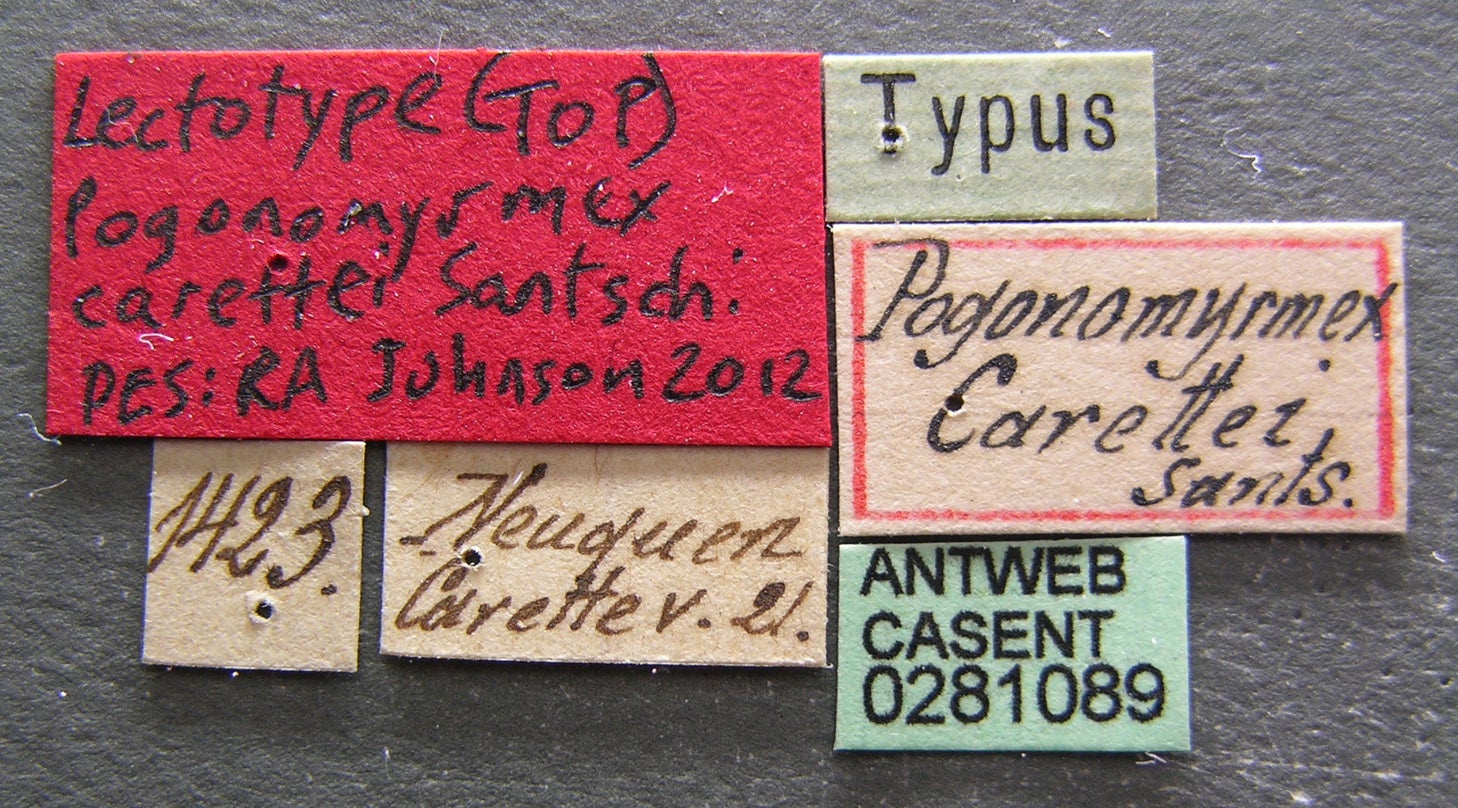 Lectotype (TOP)
Pogonomyrmex
carettei Santschi
DES: RA Johnson 2012
Typus
Pogonomyrmex
Carettei
sants.
1423.
Neuquen
Carette v. 21.
ANTWEB
CASENT
0281089